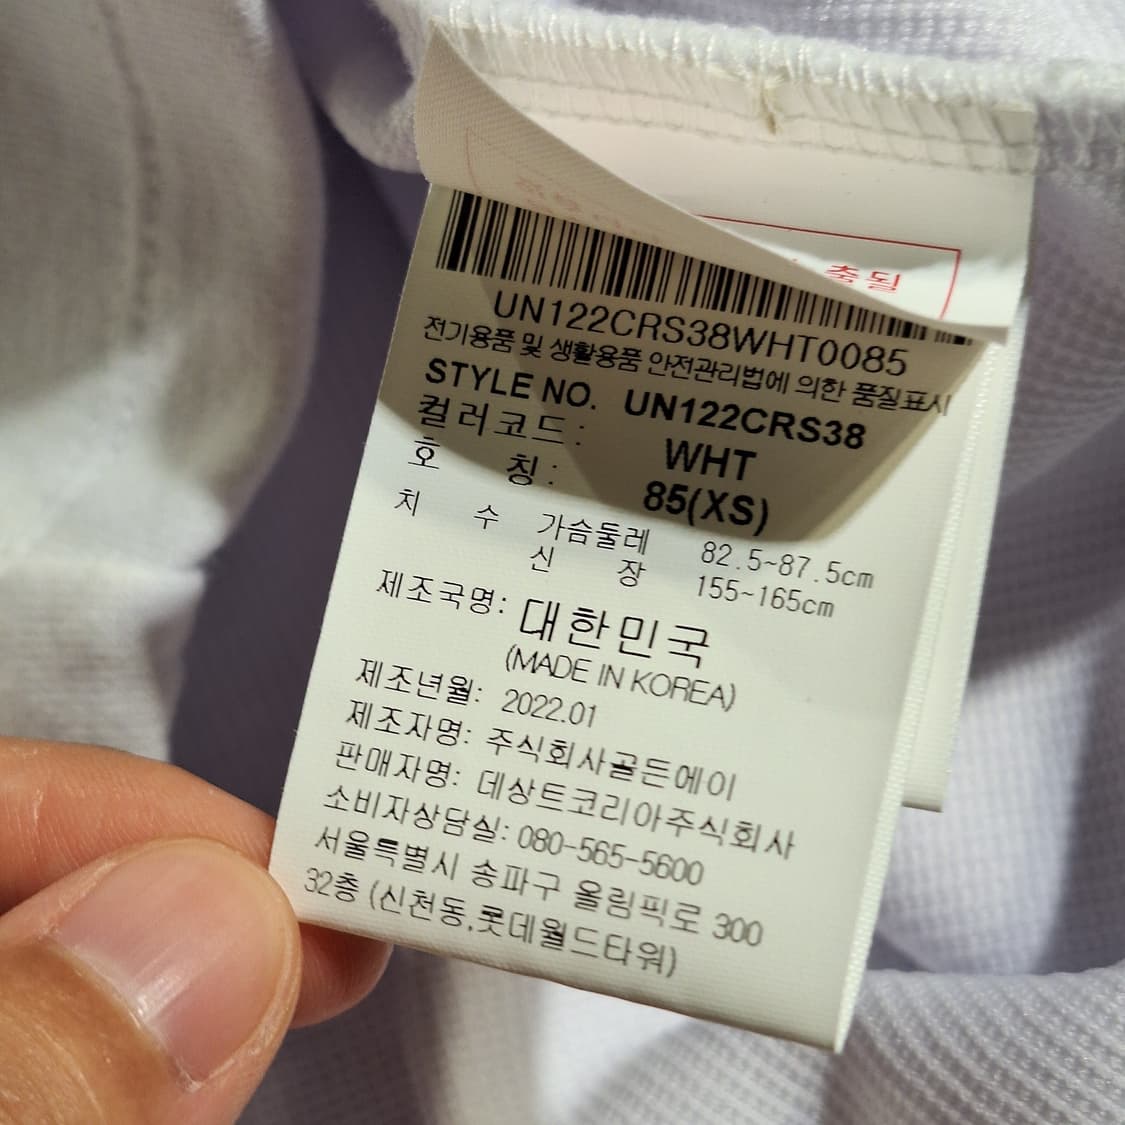 출될
UN122CRS38WHT0085
전기용품 및 생활용품 안전관리법에 의한 품질표시
STYLE NO. UN122CRS38
컬러코드: WHT
호 칭: 85(XS)
치 수 가슴둘레 82.5~87.5cm
신 장 155~165cm
제조국명: 대한민국
(MADE IN KOREA)
제조년월: 2022.01
제조자명: 주식회사골든에이
판매자명: 데상트코리아주식회사
소비자상담실: 080-565-5600
서울특별시 송파구 올림픽로 300
32층 (신천동,롯데월드타워)